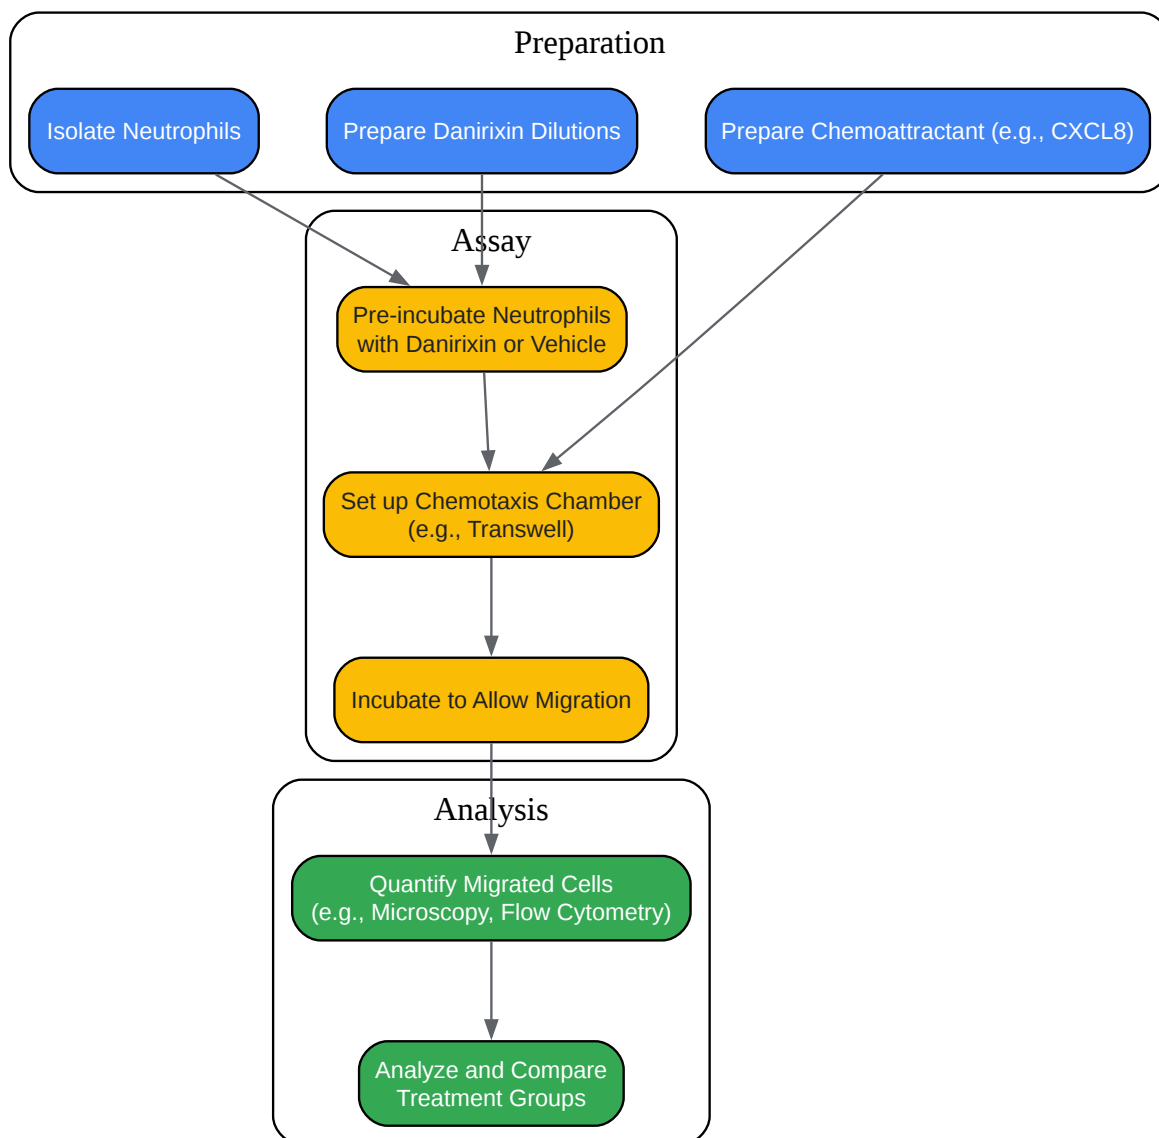 Preparation
Isolate Neutrophils
Prepare Danirixin Dilutions
Prepare Chemoattractant (e.g., CXCL8)
Assay
Pre-incubate Neutrophils
with Danirixin or Vehicle
Set up Chemotaxis Chamber
(e.g., Transwell)
Incubate to Allow Migration
Analysis
Quantify Migrated Cells
(e.g., Microscopy, Flow Cytometry)
Analyze and Compare
Treatment Groups